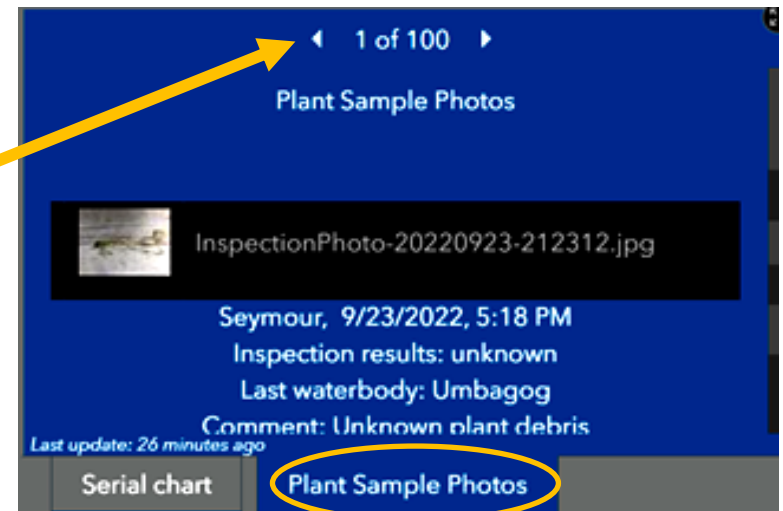 1 of 100
Plant Sample Photos
InspectionPhoto-20220923-212312.jpg
Seymour, 9/23/2022, 5:18 PM
Inspection results: unknown
Last waterbody: Umbagog
Comment: Unknown plant debris
Last update: 26 minutes ago
Serial chart
Plant Sample Photos